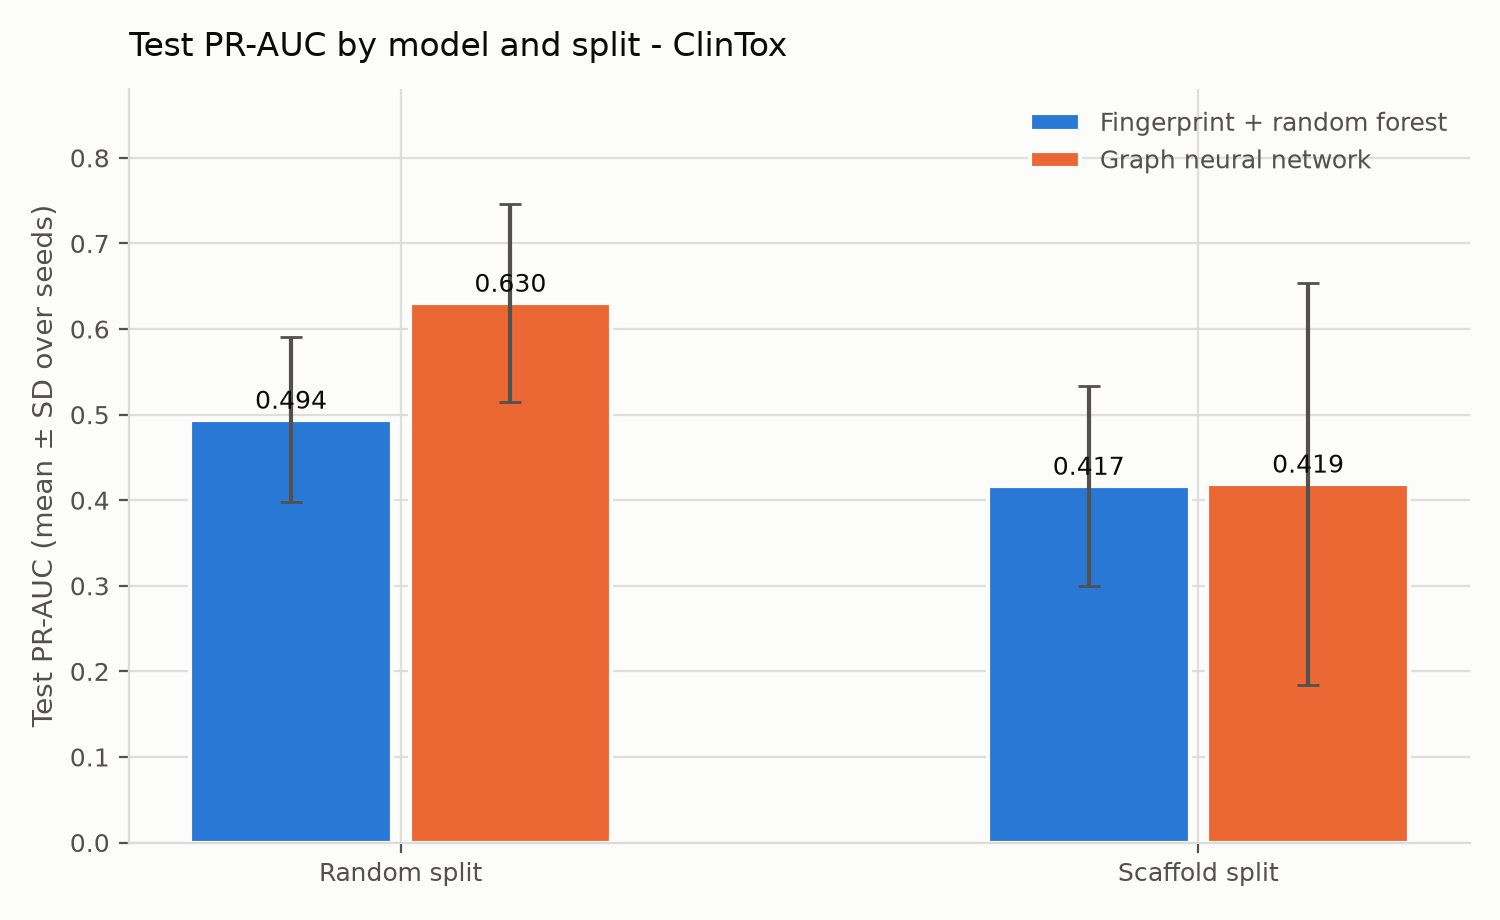 Test PR-AUC by model and split - ClinTox
Fingerprint + random forest
Graph neural network
Test PR-AUC (mean ± SD over seeds)
0.8
0.7
0.6
0.5
0.4
0.3
0.2
0.1
0.0
0.494
0.630
0.417
0.419
Random split
Scaffold split